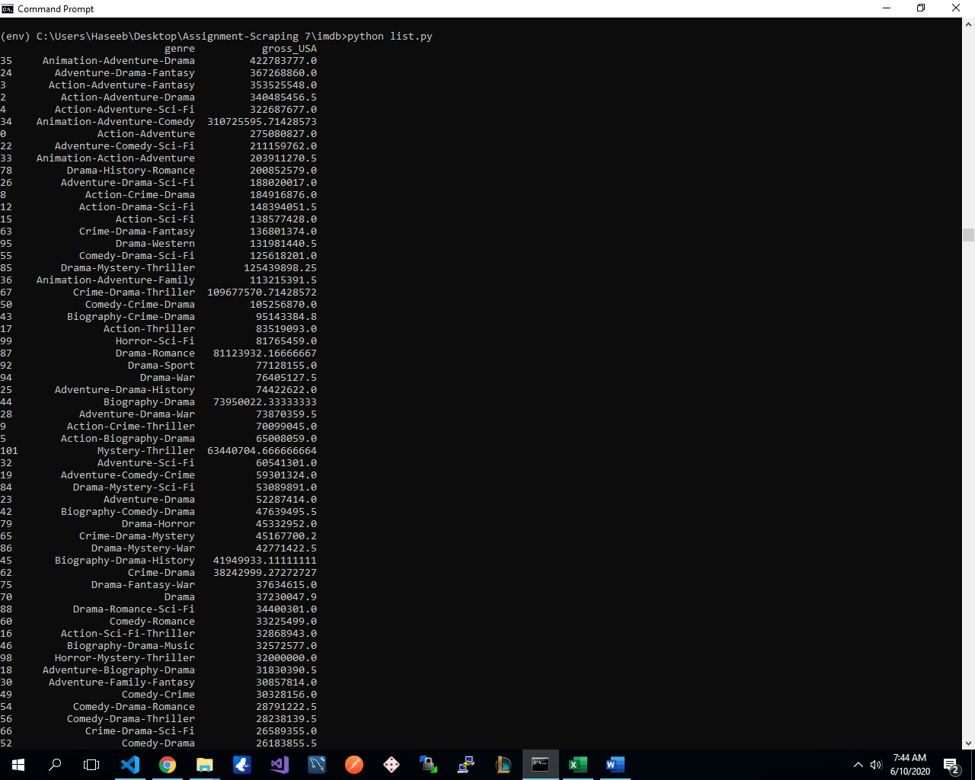 Command Prompt
(env) C:\Users\Haseeb\Desktop\Assignment-Scraping 7\imdb>python list.py
genre gross_USA
35 Animation-Adventure-Drama 422783777.0
24 Adventure-Drama-Fantasy 367268860.0
3 Action-Adventure-Fantasy 353525548.0
2 Action-Adventure-Drama 340485456.5
4 Action-Adventure-Sci-Fi 322687677.0
34 Animation-Adventure-Comedy 310725595.71428573
0 Action-Adventure 275080827.0
22 Adventure-Comedy-Sci-Fi 211159762.0
33 Animation-Action-Adventure 203911270.5
78 Drama-History-Romance 200852579.0
26 Adventure-Drama-Sci-Fi 188020017.0
8 Action-Crime-Drama 184916876.0
12 Action-Drama-Sci-Fi 148394051.5
15 Action-Sci-Fi 138577428.0
63 Crime-Drama-Fantasy 136801374.0
95 Drama-Western 131981440.5
55 Comedy-Drama-Sci-Fi 125618201.0
85 Drama-Mystery-Thriller 125439898.25
36 Animation-Adventure-Family 113215391.5
67 Crime-Drama-Thriller 109677570.71428572
50 Comedy-Crime-Drama 105256870.0
43 Biography-Crime-Drama 95143384.8
17 Action-Thriller 83519093.0
99 Horror-Sci-Fi 81765459.0
87 Drama-Romance 81123932.16666667
92 Drama-Sport 77128155.0
94 Drama-War 76405127.5
25 Adventure-Drama-History 74422622.0
44 Biography-Drama 73950022.33333333
28 Adventure-Drama-War 73870359.5
9 Action-Crime-Thriller 70099045.0
5 Action-Biography-Drama 65008059.0
101 Mystery-Thriller 63440704.666666664
32 Adventure-Sci-Fi 60541301.0
19 Adventure-Comedy-Crime 59301324.0
84 Drama-Mystery-Sci-Fi 53089891.0
23 Adventure-Drama 52287414.0
42 Biography-Comedy-Drama 47639495.5
79 Drama-Horror 45332952.0
65 Crime-Drama-Mystery 45167700.2
86 Drama-Mystery-War 42771422.5
45 Biography-Drama-History 41949933.11111111
62 Crime-Drama 38242999.27272727
75 Drama-Fantasy-War 37634615.0
70 Drama 37230047.9
88 Drama-Romance-Sci-Fi 34400301.0
60 Comedy-Romance 33225499.0
16 Action-Sci-Fi-Thriller 32868943.0
46 Biography-Drama-Music 32572577.0
98 Horror-Mystery-Thriller 32000000.0
18 Adventure-Biography-Drama 31830390.5
30 Adventure-Family-Fantasy 30857814.0
49 Comedy-Crime 30328156.0
54 Comedy-Drama-Romance 28791222.5
56 Comedy-Drama-Thriller 28238139.5
66 Crime-Drama-Sci-Fi 26589355.0
52 Comedy-Drama 26183855.5
7:44 AM
6/10/2020
2